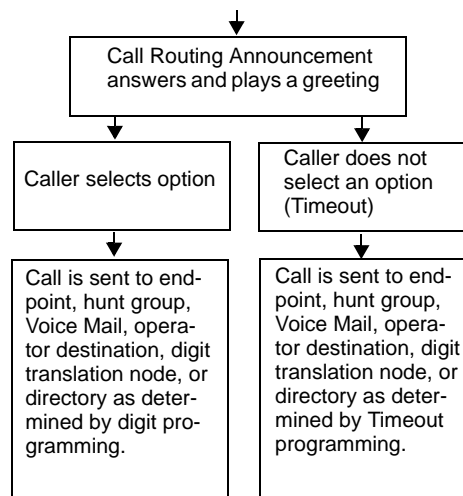 Call Routing Announcement
answers and plays a greeting
Caller selects option
Caller does not
select an option
(Timeout)
Call is sent to end-
point, hunt group,
Voice Mail, opera-
tor destination, digit
translation node, or
directory as deter-
mined by digit pro-
gramming.
Call is sent to end-
point, hunt group,
Voice Mail, opera-
tor destination, digit
translation node, or
directory as deter-
mined by Timeout
programming.